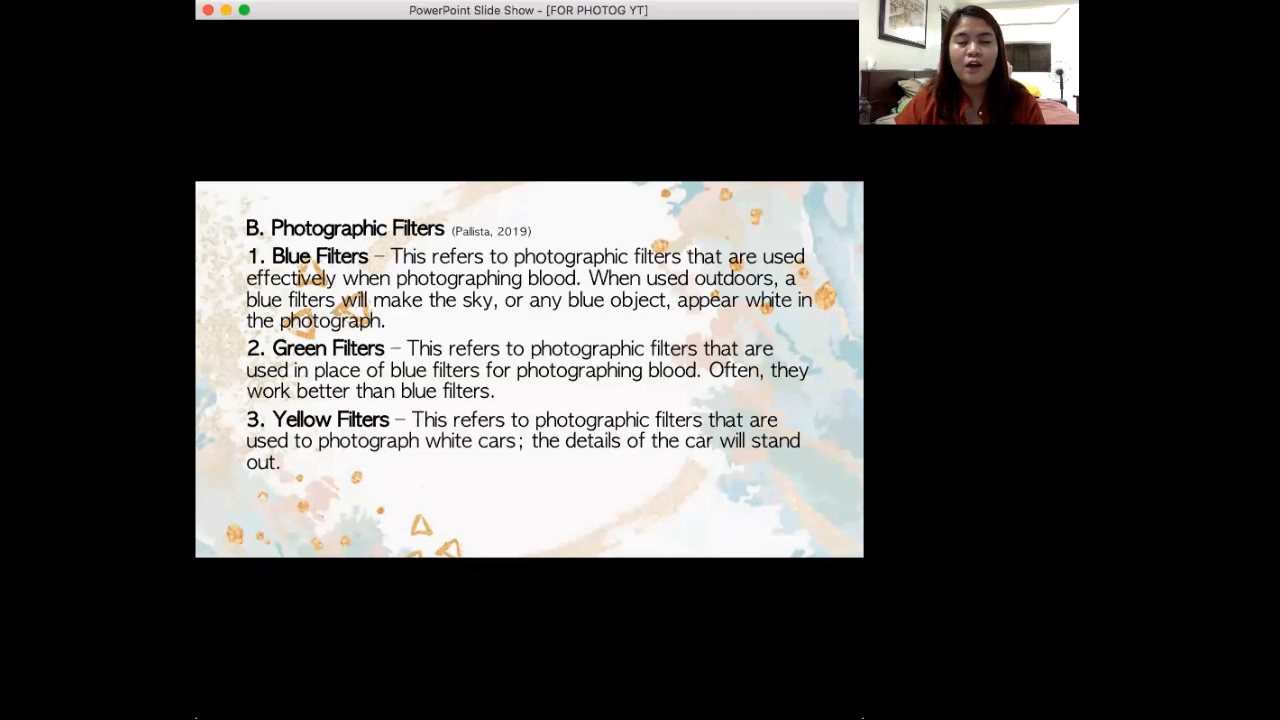 PowerPoint Slide Show - [FOR PHOTOG YT]
B. Photographic Filters (Pallista, 2019)
1. Blue Filters – This refers to photographic filters that are used
effectively when photographing blood. When used outdoors, a
blue filters will make the sky, or any blue object, appear white in
the photograph.
2. Green Filters – This refers to photographic filters that are
used in place of blue filters for photographing blood. Often, they
work better than blue filters.
3. Yellow Filters – This refers to photographic filters that are
used to photograph white cars; the details of the car will stand
out.